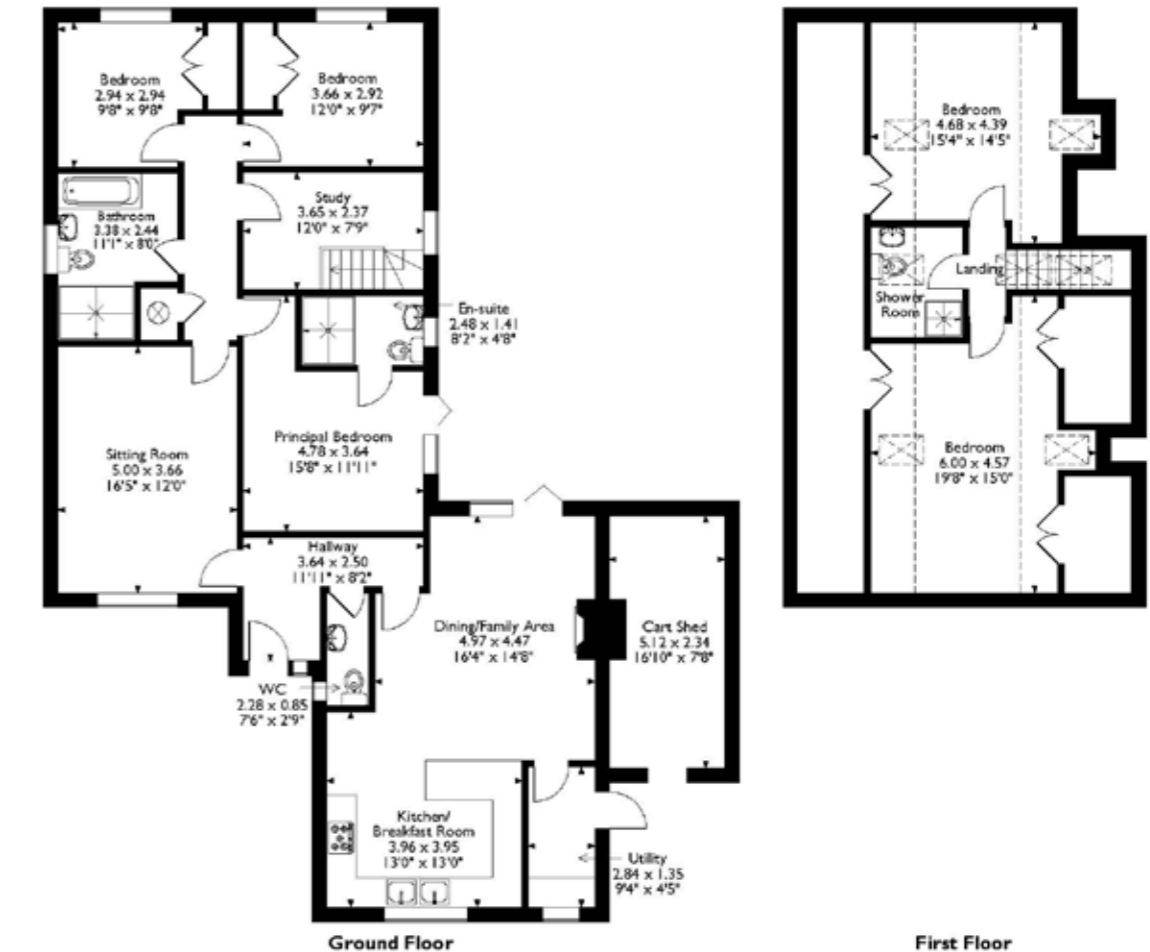 Bedroom
2.94 x 2.94
9'8" x 9'8"
Bedroom
3.66 x 2.92
12'0" x 9'7"
Bathroom
3.38 x 2.44
11'1" x 8'0"
Study
3.65 x 2.37
12'0" x 7'9"
En-suite
2.48 x 1.41
8'2" x 4'8"
Principal Bedroom
4.78 x 3.64
15'8" x 11'11"
Sitting Room
5.00 x 3.66
16'5" x 12'0"
Hallway
3.64 x 2.50
11'11" x 8'2"
Dining/Family Area
4.97 x 4.47
16'4" x 14'8"
Cart Shed
5.12 x 2.34
16'10" x 7'8"
WC
2.28 x 0.85
7'6" x 2'9"
Kitchen/
Breakfast Room
3.96 x 3.95
13'0" x 13'0"
Utility
2.84 x 1.35
9'4" x 4'5"
Ground Floor
Bedroom
4.68 x 4.39
15'4" x 14'5"
Landing
Shower
Room
Bedroom
6.00 x 4.57
19'8" x 15'0"
First Floor